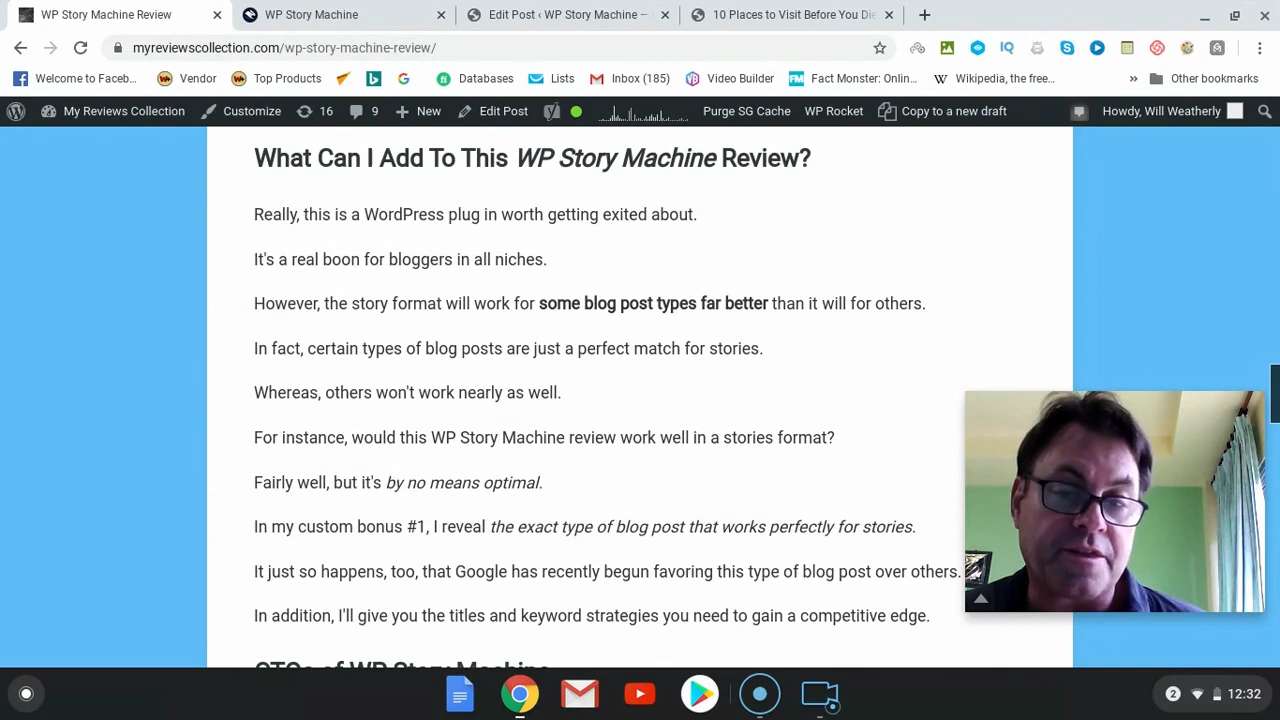 WP Story Machine Review
WP Story Machine
Edit Post ‹ WP Story Machine —
10 Places to Visit Before You Die
myreviewscollection.com/wp-story-machine-review/
Welcome to Faceb...
Vendor
Top Products
Databases
Lists
Inbox (185)
Video Builder
Fact Monster: Onlin...
Wikipedia, the free...
»
Other bookmarks
My Reviews Collection
Customize
16
9
New
Edit Post
Purge SG Cache
WP Rocket
Copy to a new draft
Howdy, Will Weatherly
What Can I Add To This WP Story Machine Review?
Really, this is a WordPress plug in worth getting exited about.
It's a real boon for bloggers in all niches.
However, the story format will work for some blog post types far better than it will for others.
In fact, certain types of blog posts are just a perfect match for stories.
Whereas, others won't work nearly as well.
For instance, would this WP Story Machine review work well in a stories format?
Fairly well, but it's by no means optimal.
In my custom bonus #1, I reveal the exact type of blog post that works perfectly for stories.
It just so happens, too, that Google has recently begun favoring this type of blog post over others.
In addition, I'll give you the titles and keyword strategies you need to gain a competitive edge.
OTOs of WP Story Machine
2
12:32